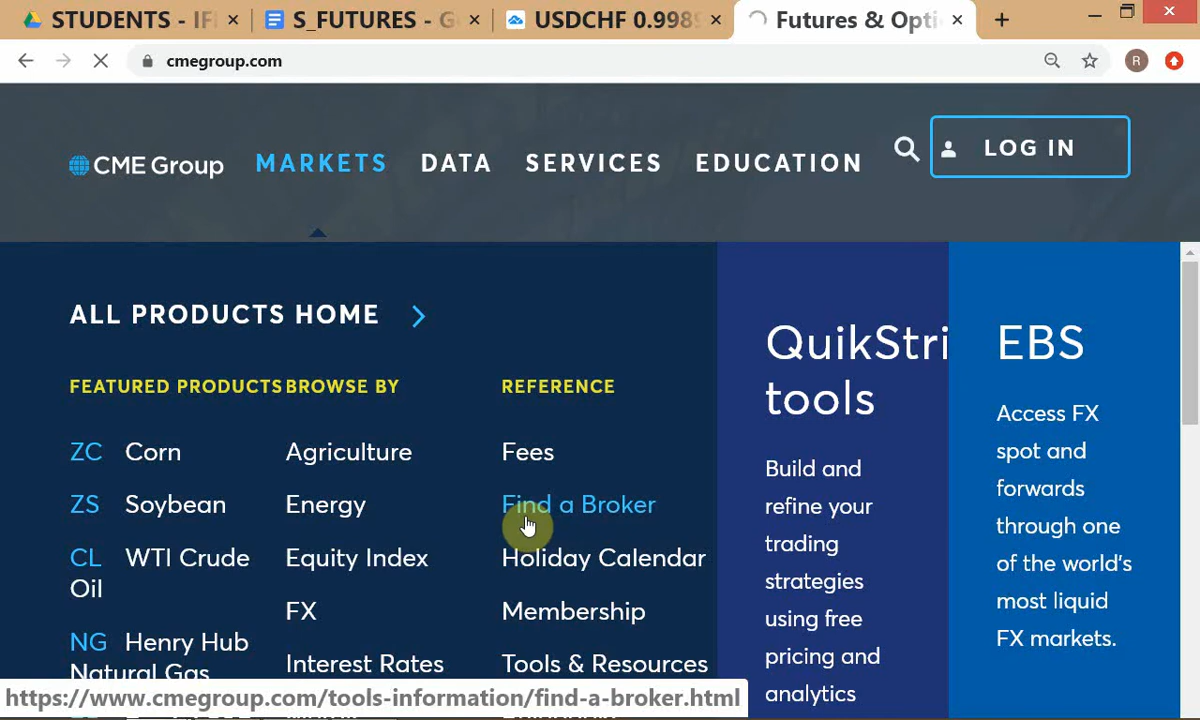 STUDENTS - IF
S_FUTURES - G
USDCHF 0.9989
Futures & Opti
cmegroup.com
R
CME Group
MARKETS
DATA
SERVICES
EDUCATION
LOG IN
ALL PRODUCTS HOME
FEATURED PRODUCTS
ZC Corn
ZS Soybean
CL WTI Crude
Oil
NG Henry Hub
Natural Gas
BROWSE BY
Agriculture
Energy
Equity Index
FX
Interest Rates
REFERENCE
Fees
Find a Broker
Holiday Calendar
Membership
Tools & Resources
QuikStri
tools
Build and
refine your
trading
strategies
using free
pricing and
analytics
EBS
Access FX
spot and
forwards
through one
of the world's
most liquid
FX markets.
https://www.cmegroup.com/tools-information/find-a-broker.html